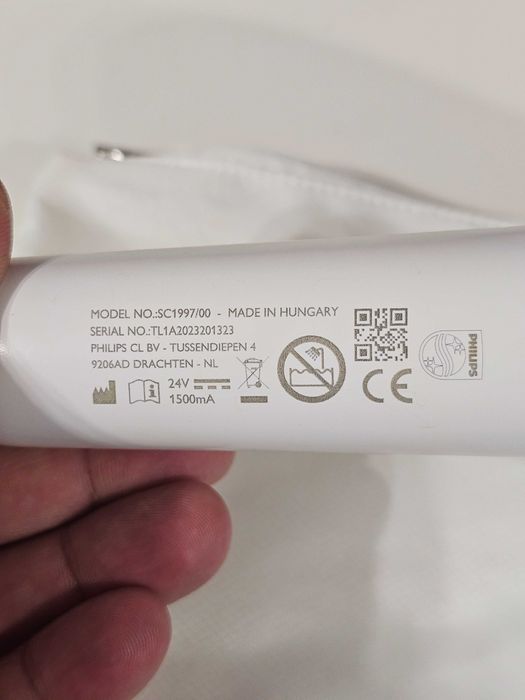 MODEL NO.:SC1997/00 - MADE IN HUNGARY
SERIAL NO.:TL1A2023201323
PHILIPS CL BV - TUSSENDIEPEN 4
9206AD DRACHTEN - NL
24V
1500mA
CE
PHILIPS